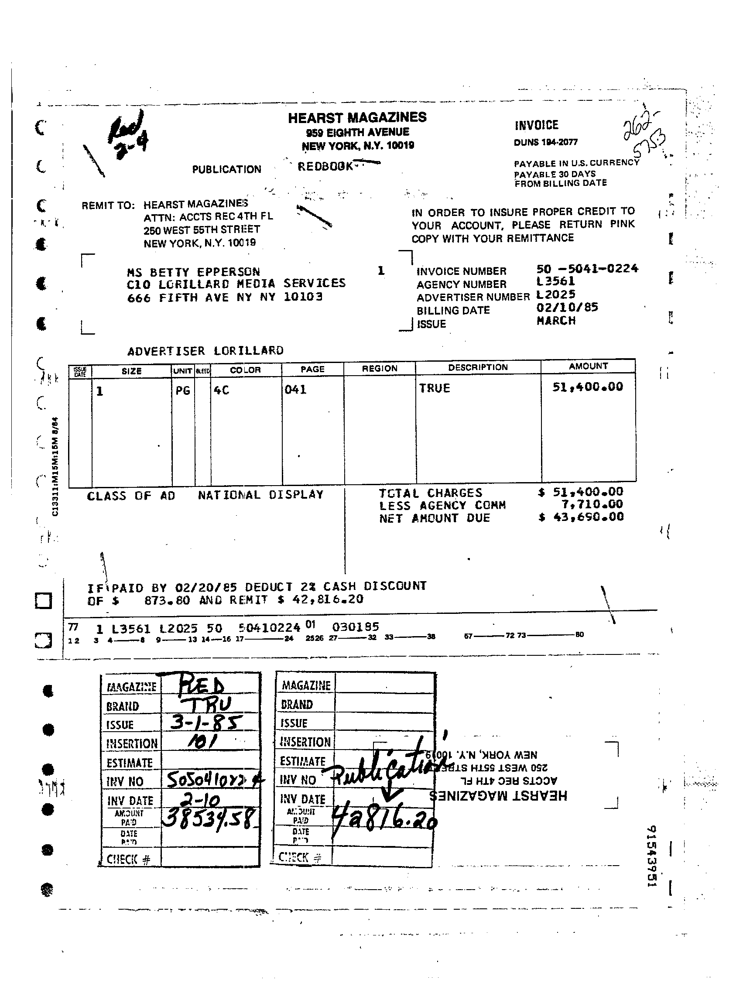 Red
3-4
HEARST MAGAZINES
959 EIGHTH AVENUE
NEW YORK, N.Y. 10019
INVOICE
DUNS 194-2077
262-
5753
PUBLICATION REDBOOK
PAYABLE IN U.S. CURRENCY
PAYABLE 30 DAYS
FROM BILLING DATE
REMIT TO: HEARST MAGAZINES
ATTN: ACCTS REC 4TH FL
250 WEST 55TH STREET
NEW YORK, N.Y. 10019
IN ORDER TO INSURE PROPER CREDIT TO
YOUR ACCOUNT, PLEASE RETURN PINK
COPY WITH YOUR REMITTANCE
MS BETTY EPPERSON
C10 LORILLARD MEDIA SERVICES
666 FIFTH AVE NY NY 10103
1
INVOICE NUMBER 50 -5041-0224
AGENCY NUMBER L3561
ADVERTISER NUMBER L2025
BILLING DATE 02/10/85
ISSUE MARCH
ADVERTISER LORILLARD
ISSUE DATE SIZE UNIT BLEED COLOR PAGE REGION DESCRIPTION AMOUNT
1 PG 4C 041 TRUE 51,400.00
C13311:M15M:15M 8/84
CLASS OF AD NATIONAL DISPLAY
TOTAL CHARGES $ 51,400.00
LESS AGENCY COMM 7,710.00
NET AMOUNT DUE $ 43,690.00
IF PAID BY 02/20/85 DEDUCT 2% CASH DISCOUNT
OF $ 873.80 AND REMIT $ 42,816.20
77 1 L3561 L2025 50 50410224 01 030185
1 2 3 4 8 9 13 14 16 17 24 25 26 27 32 33 38 67 72 73 80
MAGAZINE RED
BRAND TRU
ISSUE 3-1-85
INSERTION 101
ESTIMATE
INV NO 5050410224
INV DATE 2-10
AMOUNT PAID 38534.58
DATE P'D
CHECK #
MAGAZINE
BRAND
ISSUE
INSERTION
ESTIMATE
INV NO Publication
INV DATE
AMOUNT PAID 42816.20
DATE P'D
CHECK #
HEARST MAGAZINES
ACCTS REC 4TH FL
250 WEST 55TH STREET
NEW YORK, N.Y. 10019
91543951